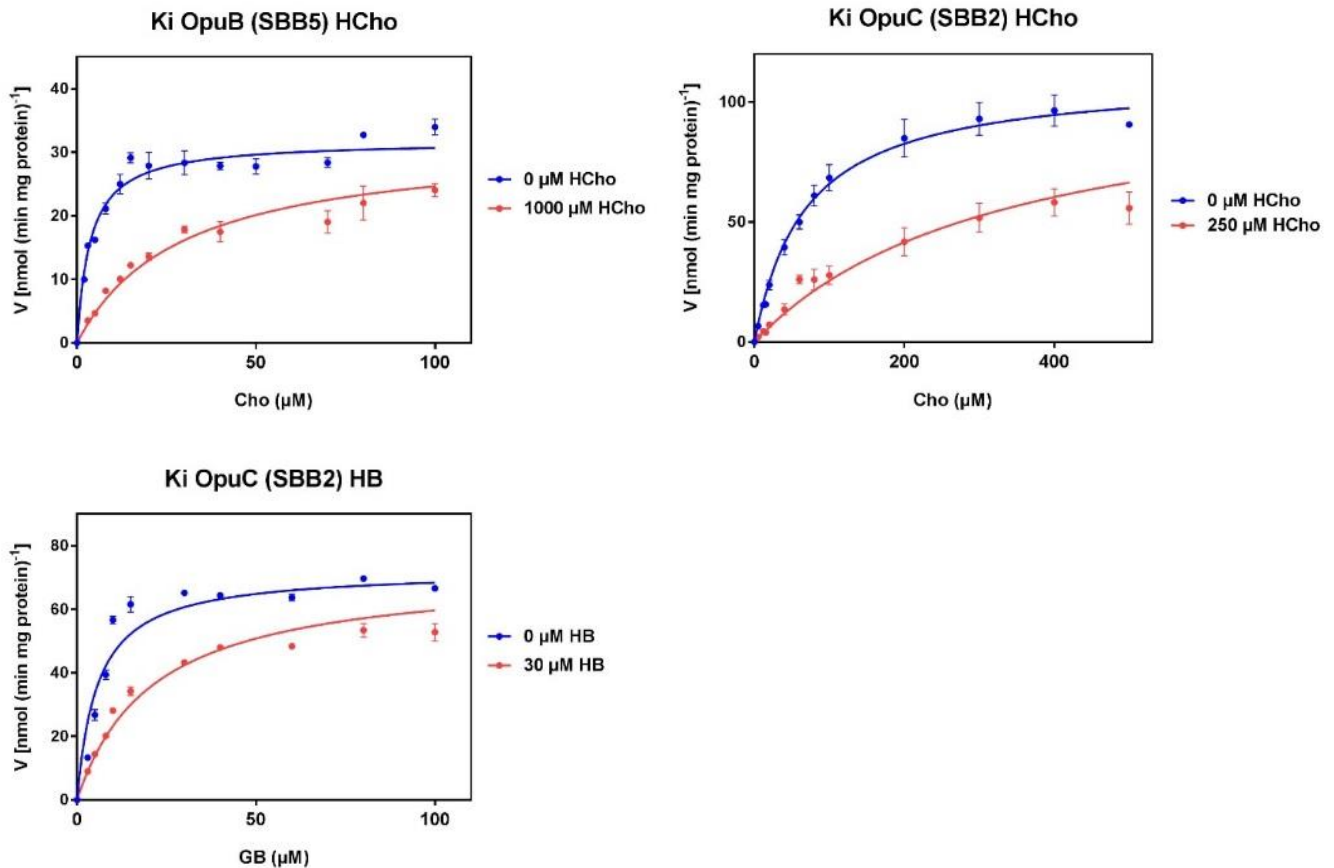 Ki OpuB (SBB5) HCho
V [nmol (min mg protein)⁻¹]
40
30
20
10
0
0
50
100
Cho (µM)
0 µM HCho
1000 µM HCho
Ki OpuC (SBB2) HCho
V [nmol (min mg protein)⁻¹]
100
50
0
0
200
400
Cho (µM)
0 µM HCho
250 µM HCho
Ki OpuC (SBB2) HB
V [nmol (min mg protein)⁻¹]
80
60
40
20
0
0
50
100
GB (µM)
0 µM HB
30 µM HB